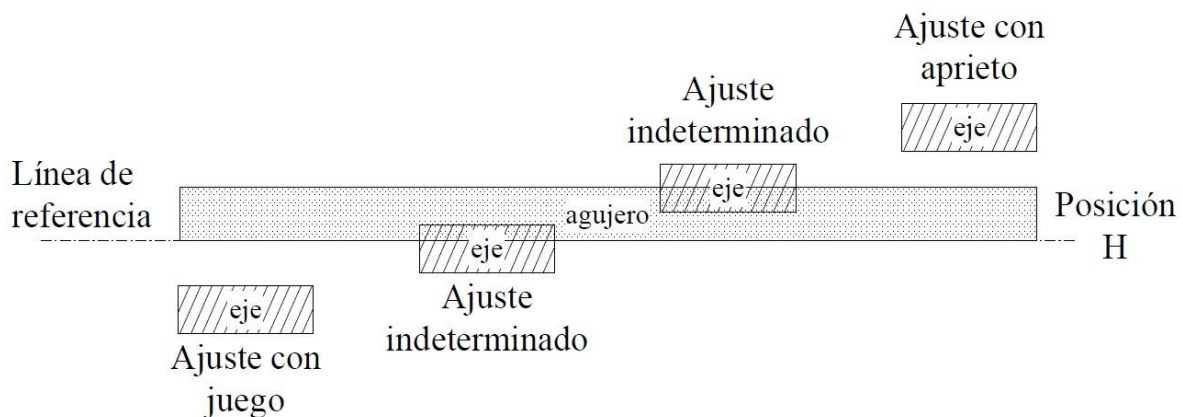 Ajuste con
aprieto
eje
Ajuste
indeterminado
eje
Línea de
referencia
agujero
Posición
H
eje
Ajuste
indeterminado
eje
Ajuste con
juego